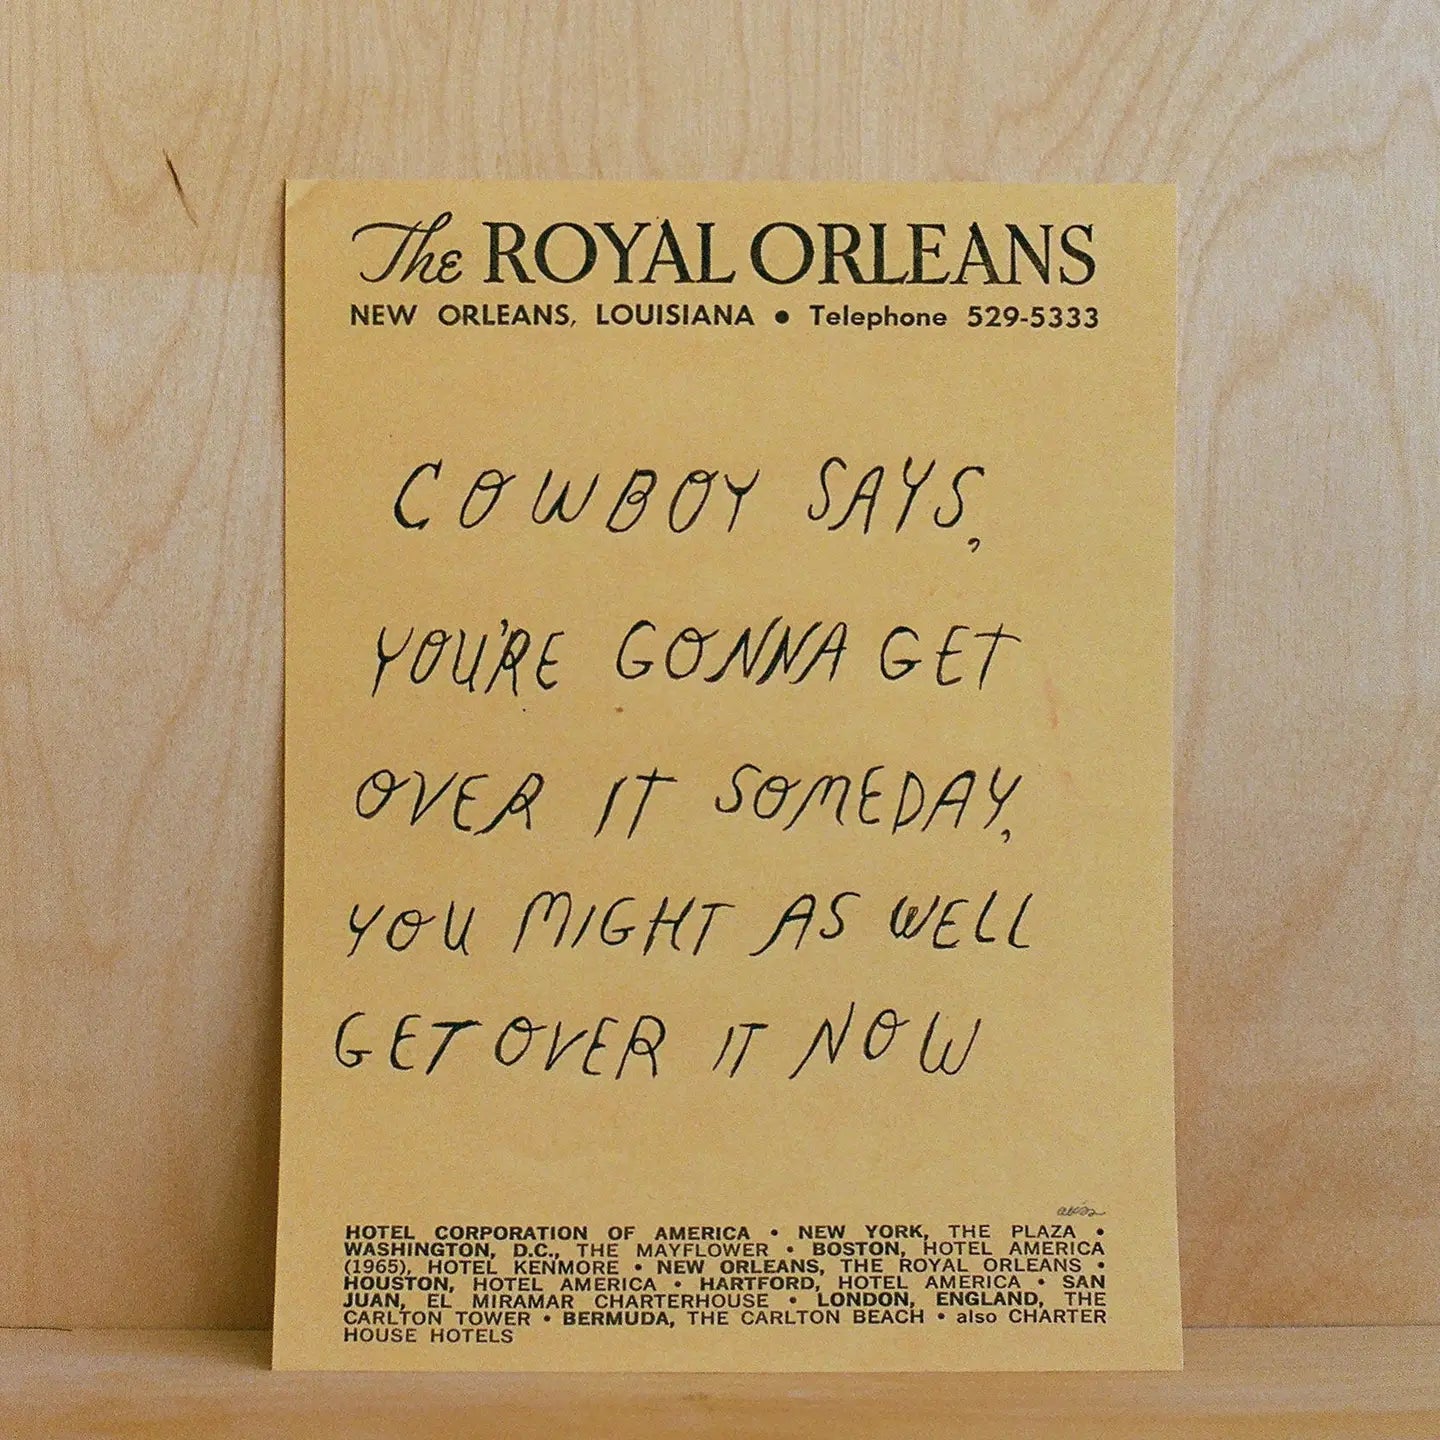 The ROYAL ORLEANS
NEW ORLEANS, LOUISIANA • Telephone 529-5333
COWBOY SAYS,
YOU'RE GONNA GET
OVER IT SOMEDAY,
YOU MIGHT AS WELL
GET OVER IT NOW
HOTEL CORPORATION OF AMERICA • NEW YORK, THE PLAZA •
WASHINGTON, D.C., THE MAYFLOWER • BOSTON, HOTEL AMERICA
(1965), HOTEL KENMORE • NEW ORLEANS, THE ROYAL ORLEANS •
HOUSTON, HOTEL AMERICA • HARTFORD, HOTEL AMERICA • SAN
JUAN, EL MIRAMAR CHARTERHOUSE • LONDON, ENGLAND, THE
CARLTON TOWER • BERMUDA, THE CARLTON BEACH • also CHARTER
HOUSE HOTELS